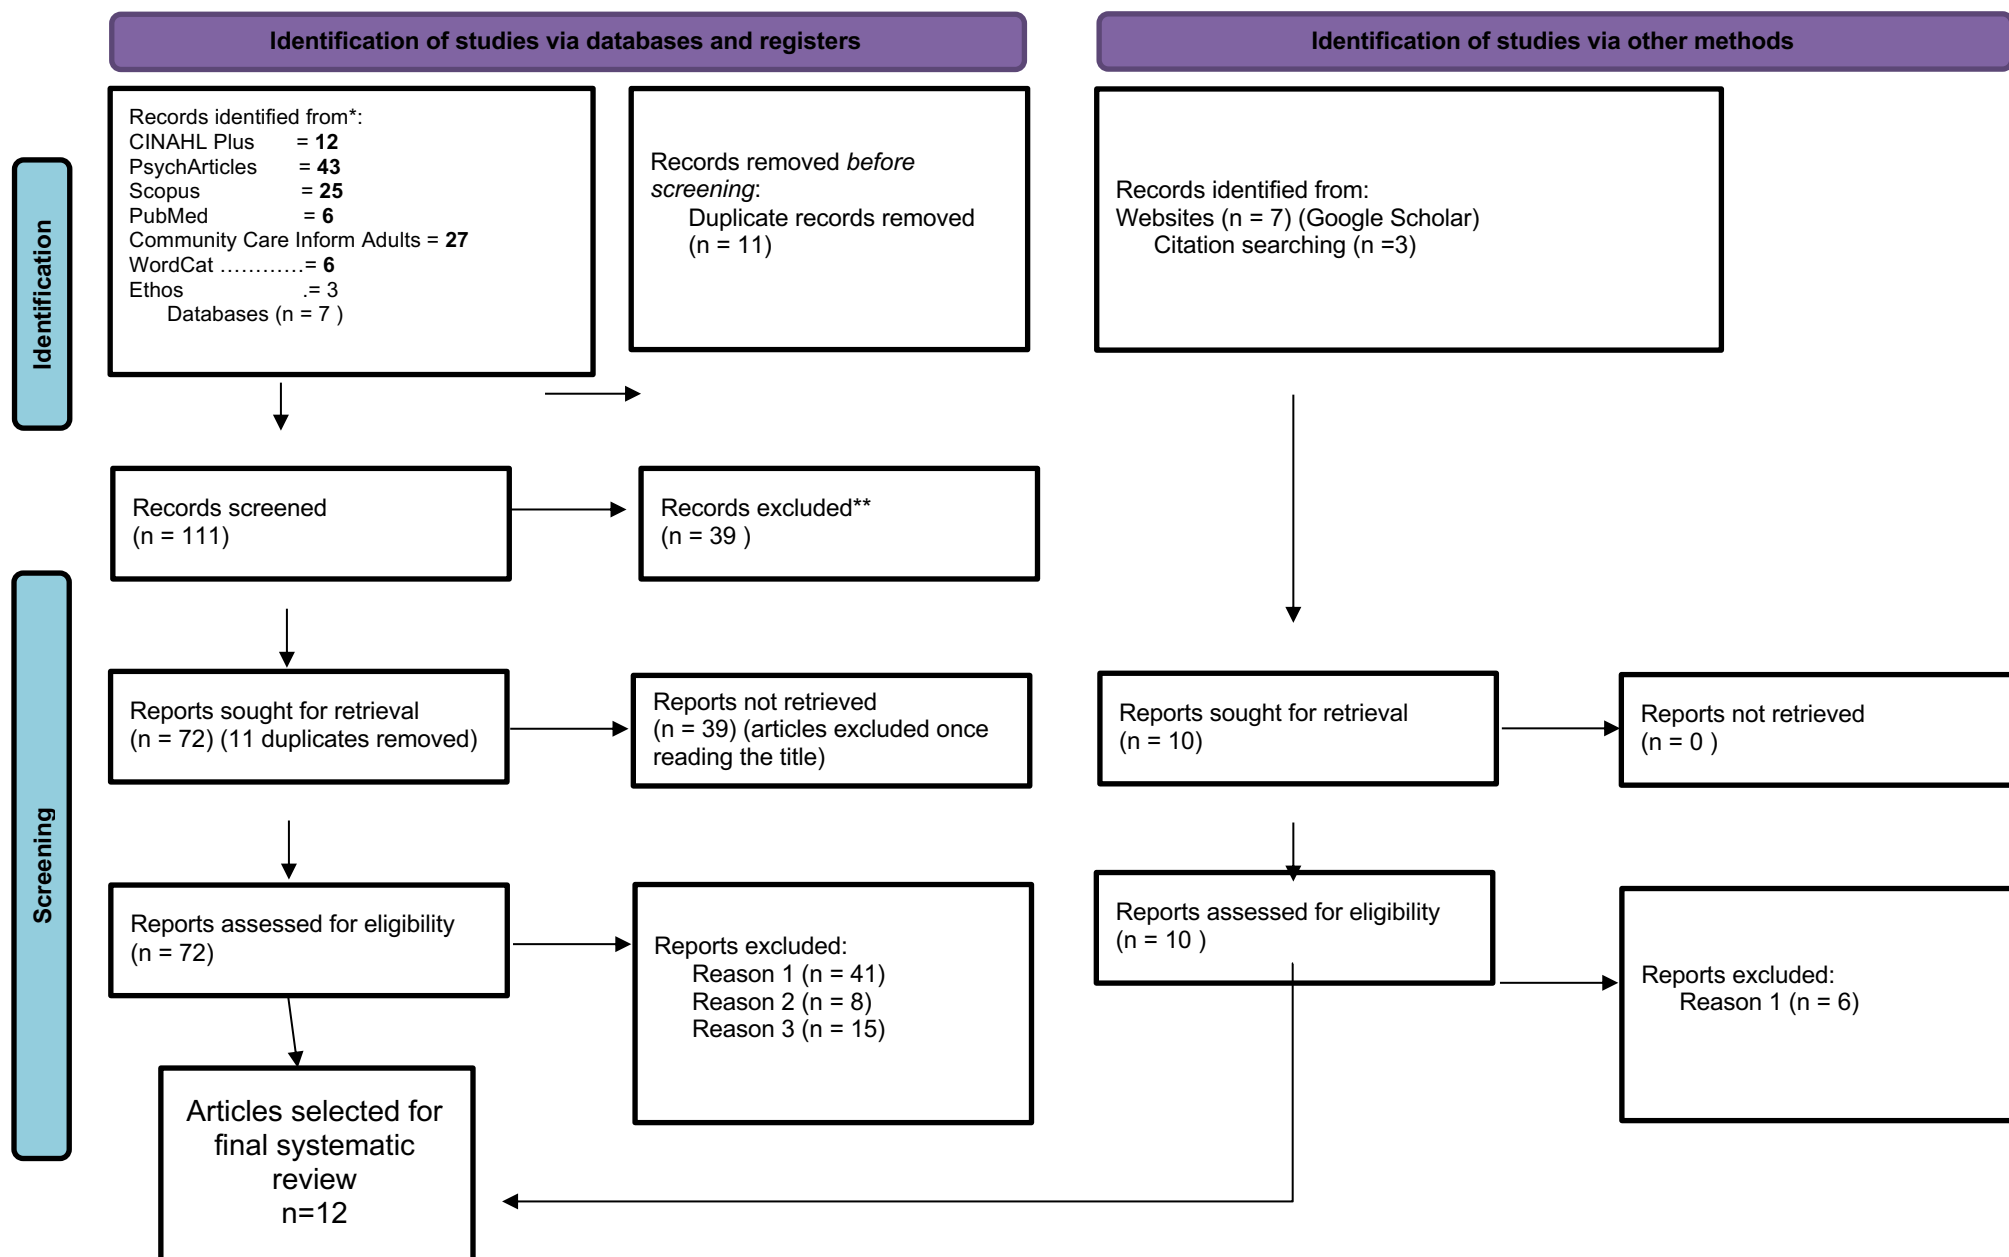 Identification of studies via databases and registers
Identification of studies via other methods
Identification
Records identified from*:
CINAHL Plus = 12
PsychArticles = 43
Scopus = 25
PubMed = 6
Community Care Inform Adults = 27
WordCat …………= 6
Ethos .= 3
Databases (n = 7 )
Records removed before
screening:
Duplicate records removed
(n = 11)
Records identified from:
Websites (n = 7) (Google Scholar)
Citation searching (n =3)
Screening
Records screened
(n = 111)
Records excluded**
(n = 39 )
Reports sought for retrieval
(n = 72) (11 duplicates removed)
Reports not retrieved
(n = 39) (articles excluded once
reading the title)
Reports sought for retrieval
(n = 10)
Reports not retrieved
(n = 0 )
Reports assessed for eligibility
(n = 72)
Reports excluded:
Reason 1 (n = 41)
Reason 2 (n = 8)
Reason 3 (n = 15)
Reports assessed for eligibility
(n = 10 )
Reports excluded:
Reason 1 (n = 6)
Articles selected for
final systematic
review
n=12